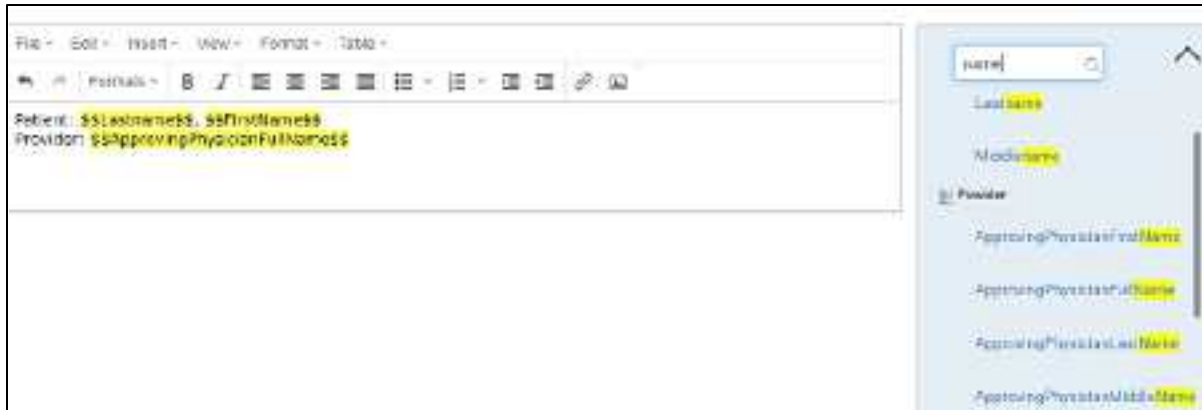 File Edit Insert View Format Table
Formats B I
Patient: $$Lastname$$, $$FirstName$$
Provider: $$ApprovingPhysicianFullName$$
name
Lastname
Middlename
Provider
ApprovingPhysicianFirstName
ApprovingPhysicianFullName
ApprovingPhysicianLastName
ApprovingPhysicianMiddleName